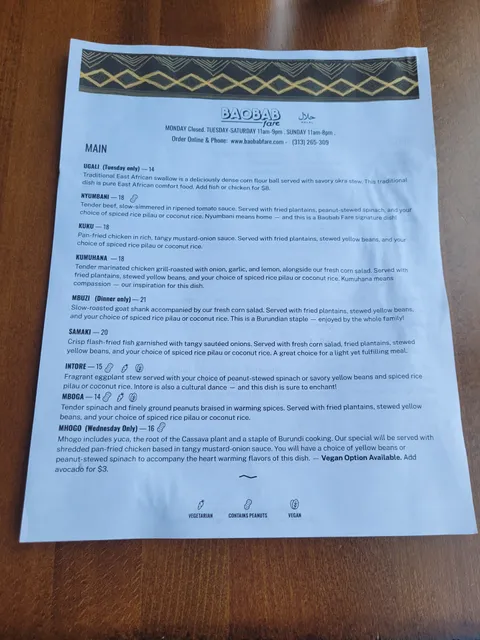 BAOBAB
fare
حلال
MONDAY Closed. TUESDAY-SATURDAY 11am-9pm . SUNDAY 11am-8pm .
Order Online & Phone: www.baobabfare.com - (313) 265-309
MAIN
UGALI (Tuesday only) — 14
Traditional East African swallow is a deliciously dense corn flour ball served with savory okra stew. This traditional
dish is pure East African comfort food. Add fish or chicken for $8.
NYUMBANI — 18
Tender beef, slow-simmered in ripened tomato sauce. Served with fried plantains, peanut-stewed spinach, and your
choice of spiced rice pilau or coconut rice. Nyumbani means home — and this is a Baobab Fare signature dish!
KUKU — 18
Pan-fried chicken in rich, tangy mustard-onion sauce. Served with fried plantains, stewed yellow beans, and your
choice of spiced rice pilau or coconut rice.
KUMUHANA — 18
Tender marinated chicken grill-roasted with onion, garlic, and lemon, alongside our fresh corn salad. Served with
fried plantains, stewed yellow beans, and your choice of spiced rice pilau or coconut rice. Kumuhana means
compassion — our inspiration for this dish.
MBUZI (Dinner only) — 21
Slow-roasted goat shank accompanied by our fresh corn salad. Served with fried plantains, stewed yellow beans,
and your choice of spiced rice pilau or coconut rice. This is a Burundian staple — enjoyed by the whole family!
SAMAKI — 20
Crisp flash-fried fish garnished with tangy sautéed onions. Served with fresh corn salad, fried plantains, stewed
yellow beans, and your choice of spiced rice pilau or coconut rice. A great choice for a light yet fulfilling meal.
INTORE — 15
Fragrant eggplant stew served with your choice of peanut-stewed spinach or savory yellow beans and spiced rice
pilau or coconut rice. Intore is also a cultural dance — and this dish is sure to enchant!
MBOGA — 14
Tender spinach and finely ground peanuts braised in warming spices. Served with fried plantains, stewed yellow
beans, and your choice of spiced rice pilau or coconut rice.
MHOGO (Wednesday Only) — 16
Mhogo includes yuca, the root of the Cassava plant and a staple of Burundi cooking. Our special will be served with
shredded pan-fried chicken based in tangy mustard-onion sauce. You will have a choice of yellow beans or
peanut-stewed spinach to accompany the heart warming flavors of this dish. — Vegan Option Available. Add
avocado for $3.
VEGETARIAN CONTAINS PEANUTS VEGAN